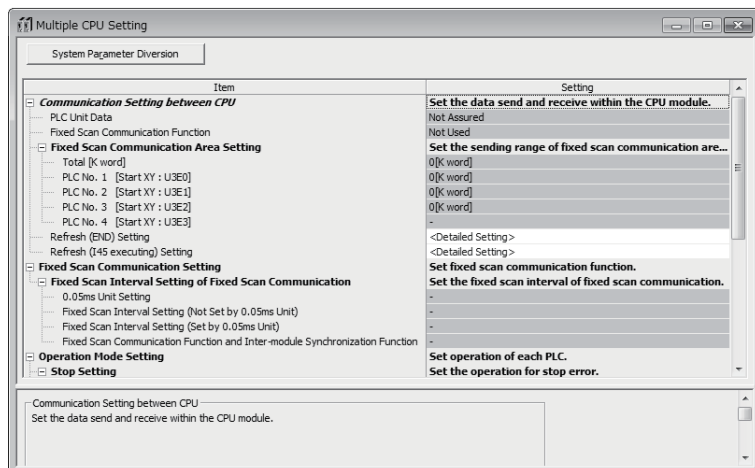 Multiple CPU Setting
System Parameter Diversion
Item Setting
Communication Setting between CPU Set the data send and receive within the CPU module.
PLC Unit Data Not Assured
Fixed Scan Communication Function Not Used
Fixed Scan Communication Area Setting Set the sending range of fixed scan communication are...
Total [K word] 0[K word]
PLC No. 1 [Start XY : U3E0] 0[K word]
PLC No. 2 [Start XY : U3E1] 0[K word]
PLC No. 3 [Start XY : U3E2] 0[K word]
PLC No. 4 [Start XY : U3E3] -
Refresh (END) Setting <Detailed Setting>
Refresh (I45 executing) Setting <Detailed Setting>
Fixed Scan Communication Setting Set fixed scan communication function.
Fixed Scan Interval Setting of Fixed Scan Communication Set the fixed scan interval of fixed scan communication.
0.05ms Unit Setting -
Fixed Scan Interval Setting (Not Set by 0.05ms Unit) -
Fixed Scan Interval Setting (Set by 0.05ms Unit) -
Fixed Scan Communication Function and Inter-module Synchronization Function -
Operation Mode Setting Set operation of each PLC.
Stop Setting Set the operation for stop error.
Communication Setting between CPU
Set the data send and receive within the CPU module.